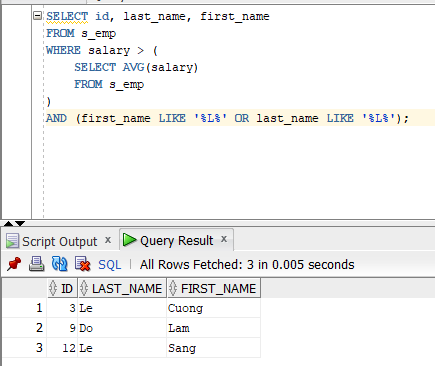 SELECT id, last_name, first_name
FROM s_emp
WHERE salary > (
SELECT AVG(salary)
FROM s_emp
)
AND (first_name LIKE '%L%' OR last_name LIKE '%L%');
Script Output x Query Result x
SQL | All Rows Fetched: 3 in 0.005 seconds
ID LAST_NAME FIRST_NAME
1 3 Le Cuong
2 9 Do Lam
3 12 Le Sang